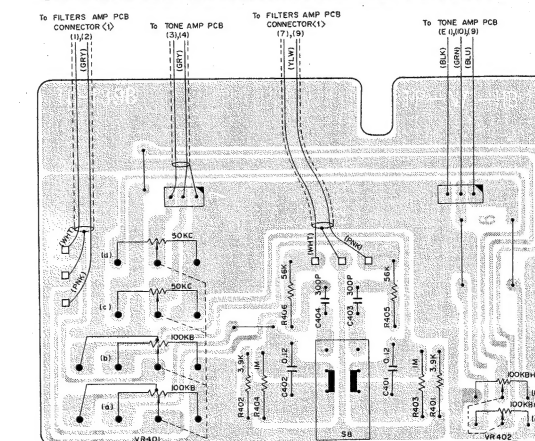 To FILTERS AMP PCB
CONNECTOR<1>
(1),(2)
To TONE AMP PCB
(3),(4)
To FILTERS AMP PCB
CONNECTOR<1>
(7),(9)
To TONE AMP PCB
(E1),(10),(9)
(GRY)
(GRY)
(YLW)
(BLK)
(GRN)
(BLU)
(WHT)
(PNK)
(WHT)
(PNK)
50KC
(d)
50KC
(c)
100KB
(b)
100KB
(a)
VR401
56K
R406
300P
C404
300P
C403
56K
R405
3.9K
R402
1M
R404
0.12
C402
S8
0.12
C401
1M
R403
3.9K
R401
100KBH
100KB
VR402